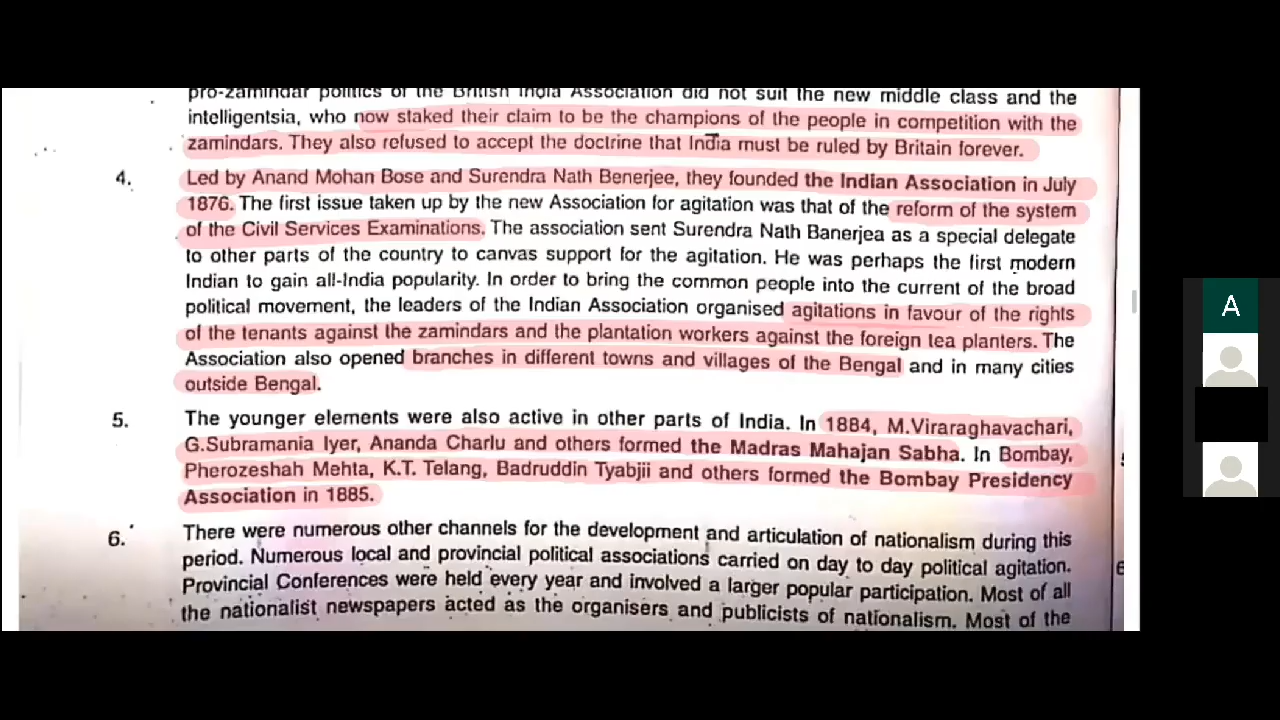 pro-zamindar politics of the British India Association did not suit the new middle class and the
intelligentsia, who now staked their claim to be the champions of the people in competition with the
zamindars. They also refused to accept the doctrine that India must be ruled by Britain forever.
4. Led by Anand Mohan Bose and Surendra Nath Benerjee, they founded the Indian Association in July
1876. The first issue taken up by the new Association for agitation was that of the reform of the system
of the Civil Services Examinations. The association sent Surendra Nath Banerjea as a special delegate
to other parts of the country to canvas support for the agitation. He was perhaps the first modern
Indian to gain all-India popularity. In order to bring the common people into the current of the broad
political movement, the leaders of the Indian Association organised agitations in favour of the rights
of the tenants against the zamindars and the plantation workers against the foreign tea planters. The
Association also opened branches in different towns and villages of the Bengal and in many cities
outside Bengal.
5. The younger elements were also active in other parts of India. In 1884, M.Viraraghavachari,
G.Subramania Iyer, Ananda Charlu and others formed the Madras Mahajan Sabha. In Bombay,
Pherozeshah Mehta, K.T. Telang, Badruddin Tyabjii and others formed the Bombay Presidency
Association in 1885.
6. There were numerous other channels for the development and articulation of nationalism during this
period. Numerous local and provincial political associations carried on day to day political agitation.
Provincial Conferences were held every year and involved a larger popular participation. Most of all
the nationalist newspapers acted as the organisers and publicists of nationalism. Most of the
A